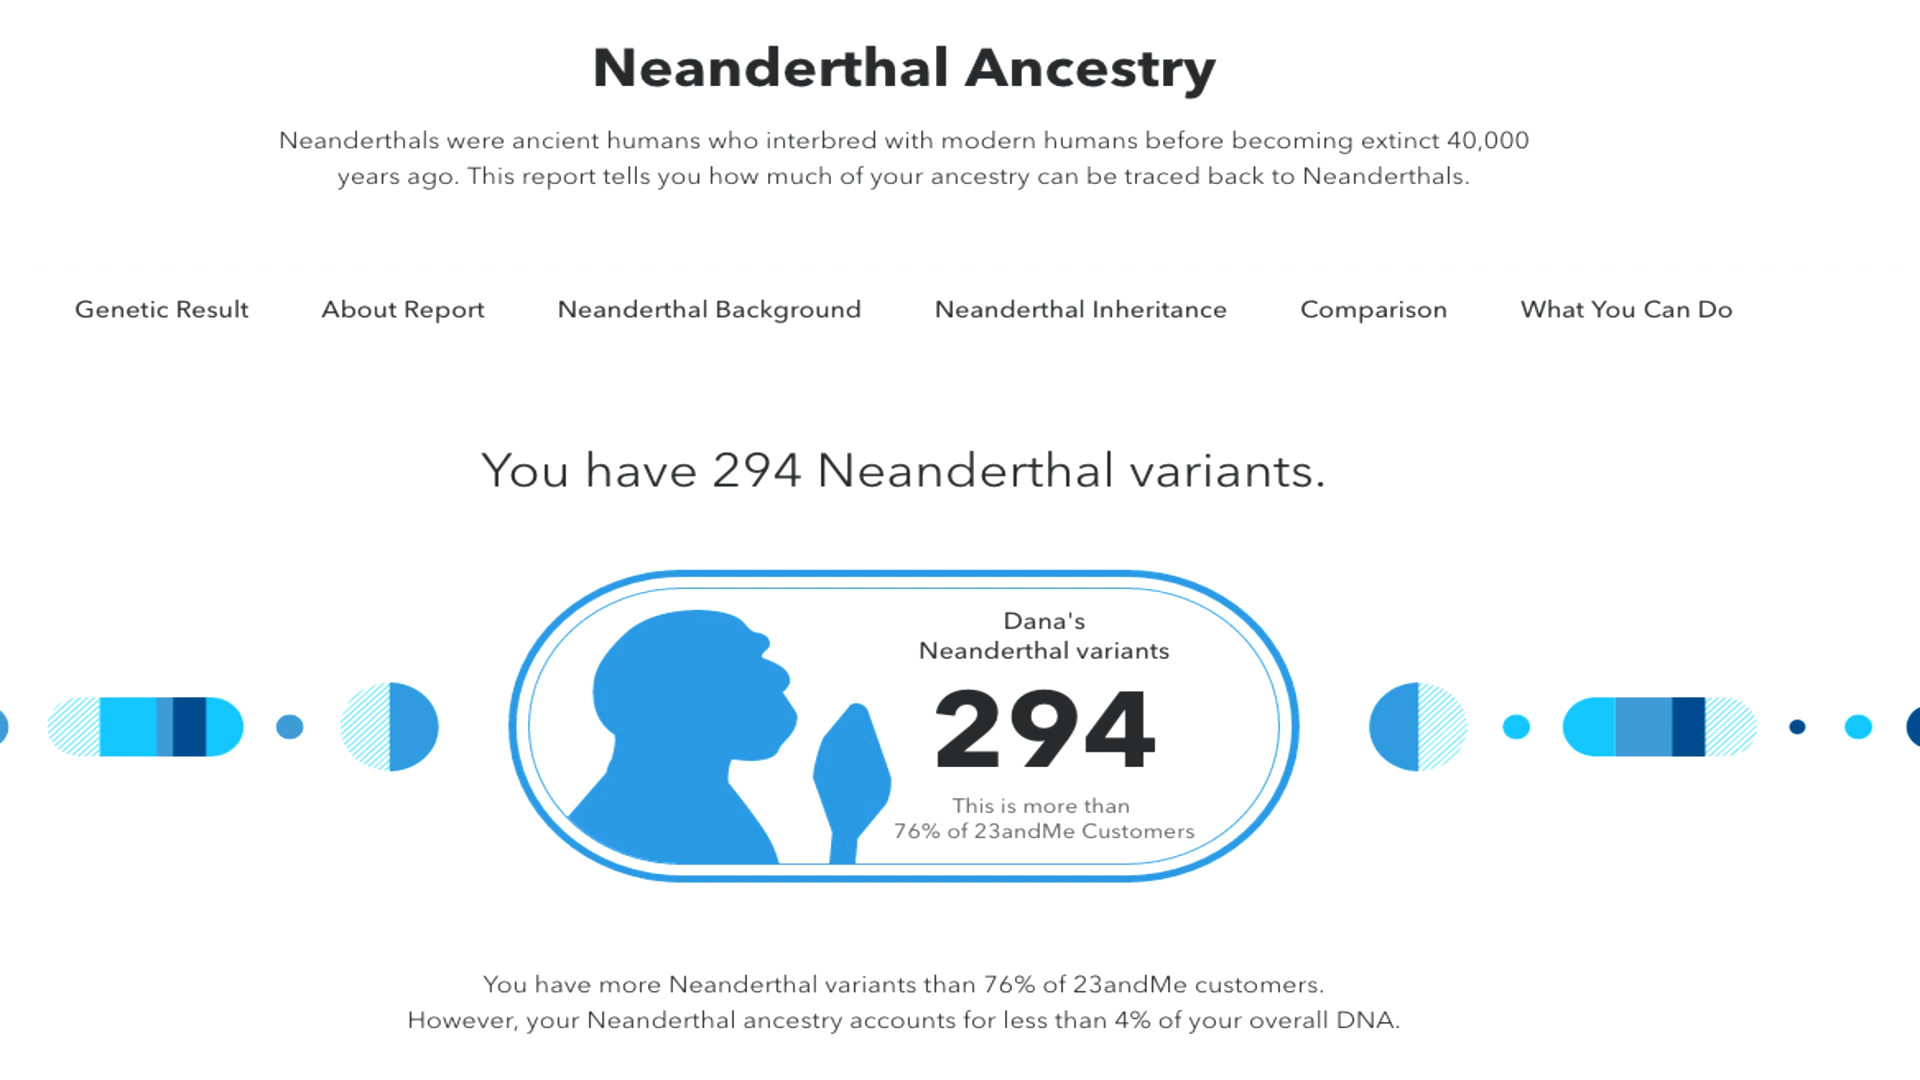 Neanderthal Ancestry
Neanderthals were ancient humans who interbred with modern humans before becoming extinct 40,000
years ago. This report tells you how much of your ancestry can be traced back to Neanderthals.
Genetic Result About Report Neanderthal Background Neanderthal Inheritance Comparison What You Can Do
You have 294 Neanderthal variants.
Dana's
Neanderthal variants
294
This is more than
76% of 23andMe Customers
You have more Neanderthal variants than 76% of 23andMe customers.
However, your Neanderthal ancestry accounts for less than 4% of your overall DNA.